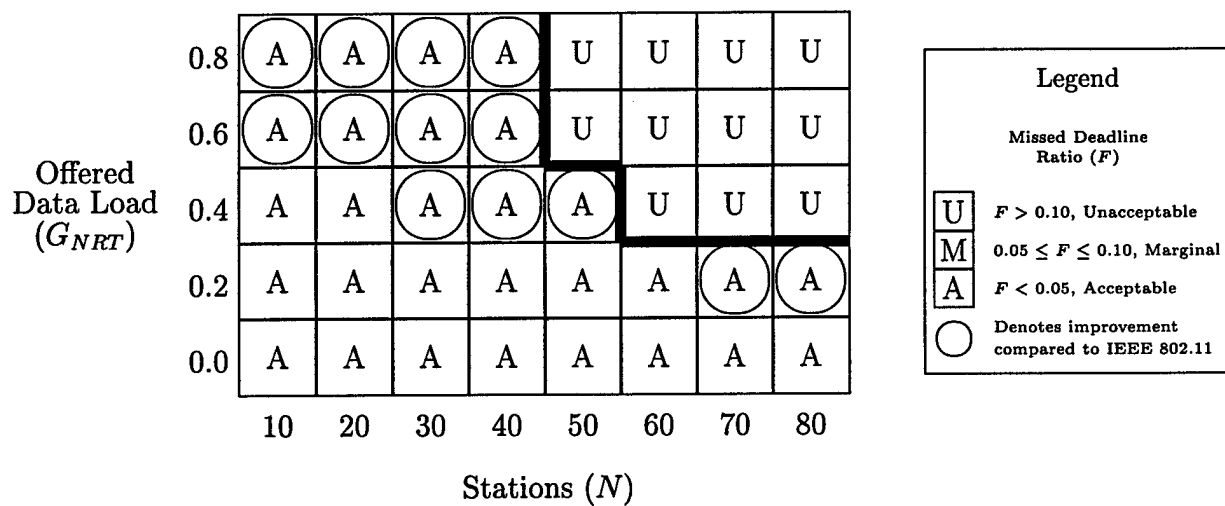 0.8 A A A A U U U U
0.6 A A A A U U U U
Offered
Data Load
(G_NRT)
0.4 A A A A A U U U
0.2 A A A A A A A A
0.0 A A A A A A A A
10 20 30 40 50 60 70 80
Stations (N)
Legend
Missed Deadline
Ratio (F)
U F > 0.10, Unacceptable
M 0.05 ≤ F ≤ 0.10, Marginal
A F < 0.05, Acceptable
Denotes improvement
compared to IEEE 802.11